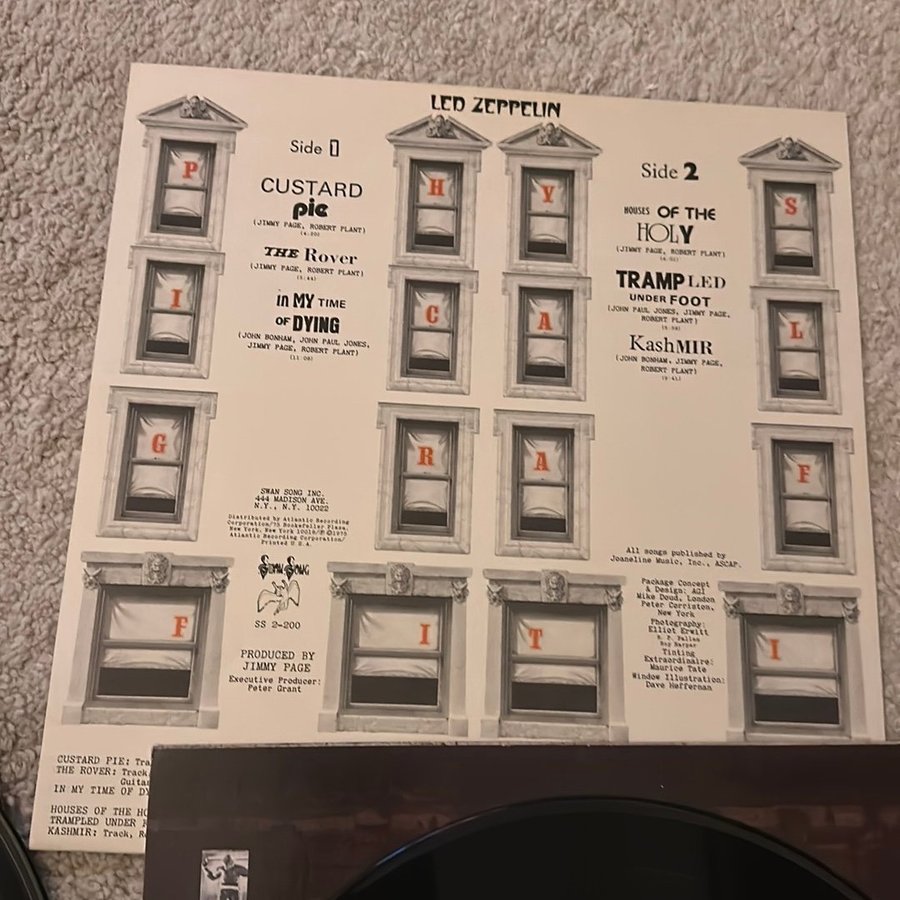 LED ZEPPELIN
P H Y S
I C A L
G R A F
F I T I
Side 1
CUSTARD
pie
(JIMMY PAGE, ROBERT PLANT)
THE Rover
(JIMMY PAGE, ROBERT PLANT)
in MY TIME
OF DYING
(JOHN BONHAM, JOHN PAUL JONES,
JIMMY PAGE, ROBERT PLANT)
(11:08)
Side 2
HOUSES OF THE
HOLY
(JIMMY PAGE, ROBERT PLANT)
TRAMPLED
UNDER FOOT
(JOHN PAUL JONES, JIMMY PAGE,
ROBERT PLANT)
KashMIR
(JOHN BONHAM, JIMMY PAGE,
ROBERT PLANT)
SWAN SONG INC.
444 MADISON AVE.
N.Y., N.Y. 10022
Distributed by Atlantic Recording
Corporation/75 Rockefeller Plaza,
New York, New York 10019/℗ ©1975
Atlantic Recording Corporation/
Printed U.S.A.
Swan Song
SS 2-200
PRODUCED BY
JIMMY PAGE
Executive Producer:
Peter Grant
All songs published by
Joaneline Music, Inc., ASCAP.
Package Concept
& Design: AGI
Mike Doud, London
Peter Corriston,
New York
Photography:
Elliot Erwitt
B. P. Fallon
Roy Harper
Tinting
Extraordinaire:
Maurice Tate
Window Illustration:
Dave Heffernan
CUSTARD PIE:
THE ROVER: Track,
IN MY TIME OF
HOUSES OF THE
TRAMPLED UNDER
KASHMIR: Track,